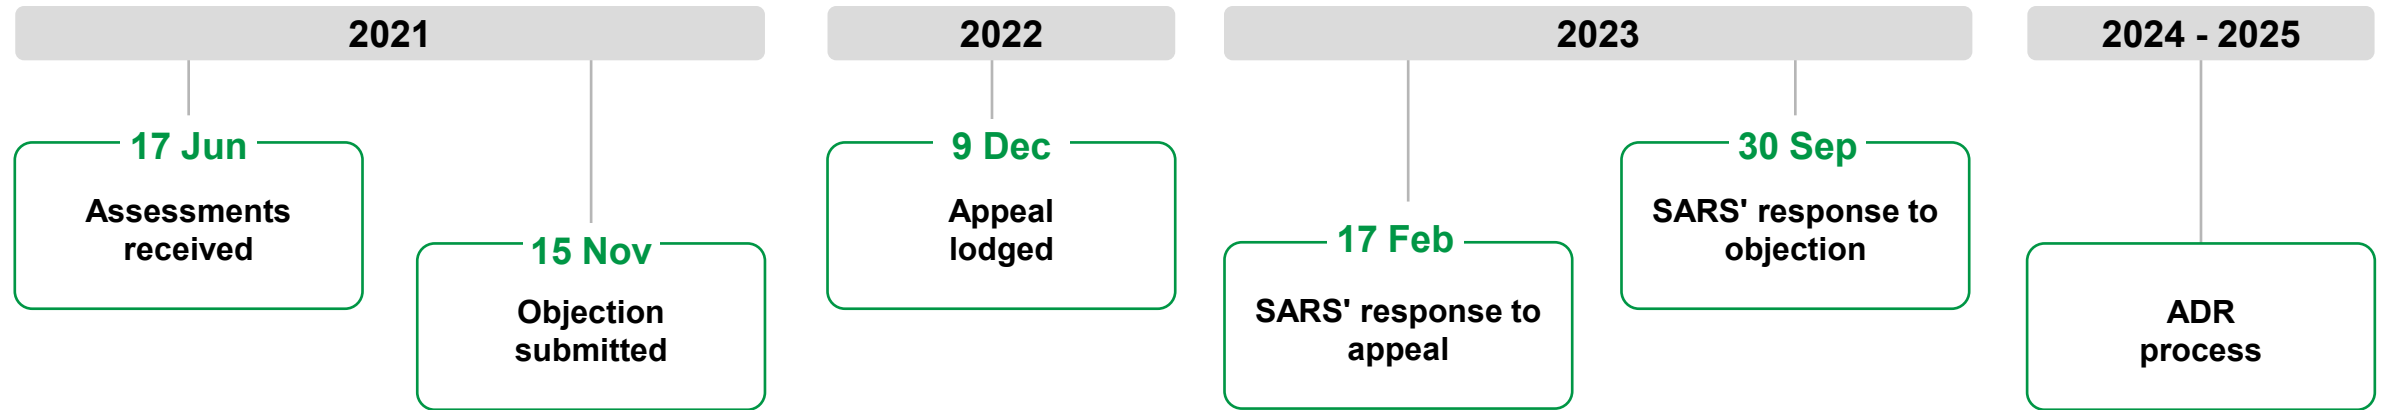 2021
17 Jun
Assessments
received
15 Nov
Objection
submitted
2022
9 Dec
Appeal
lodged
2023
17 Feb
SARS' response to
appeal
30 Sep
SARS' response to
objection
2024 - 2025
ADR
process